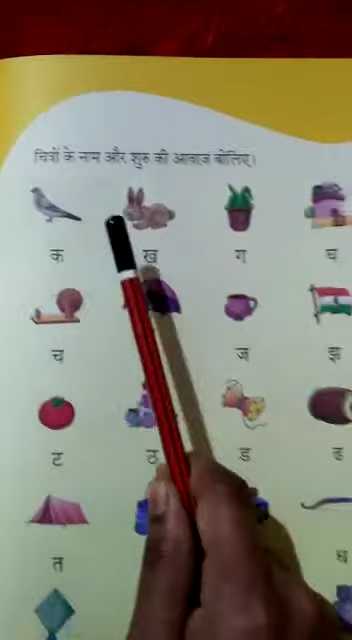 चित्रों के नाम और शुरु की आवाज़ बोलिए।
क ख ग घ
च ज झ
ट ठ ड ढ
त ध